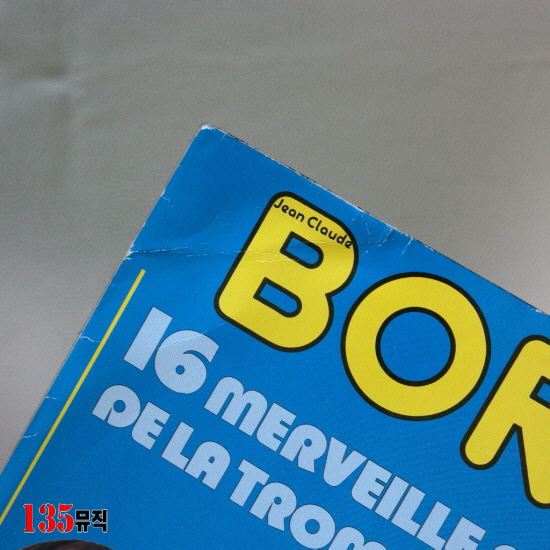 Jean Claude
BOR
16 MERVEILLE
DE LA TROM
135뮤직